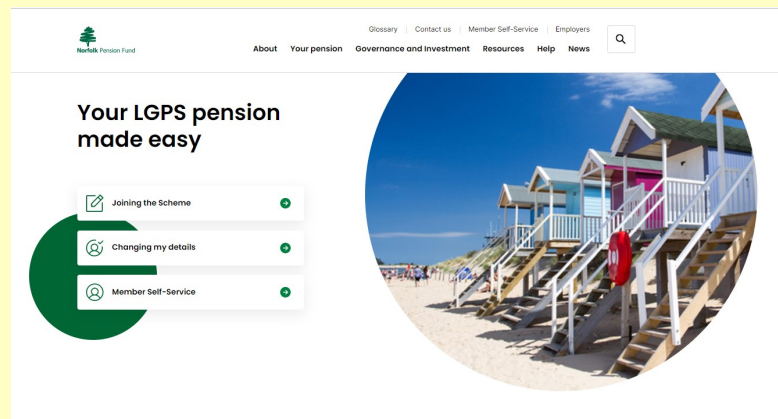 Glossary
Contact us
Member Self-Service
Employers
Norfolk Pension Fund
About
Your pension
Governance and Investment
Resources
Help
News
Your LGPS pension
made easy
Joining the Scheme
Changing my details
Member Self-Service